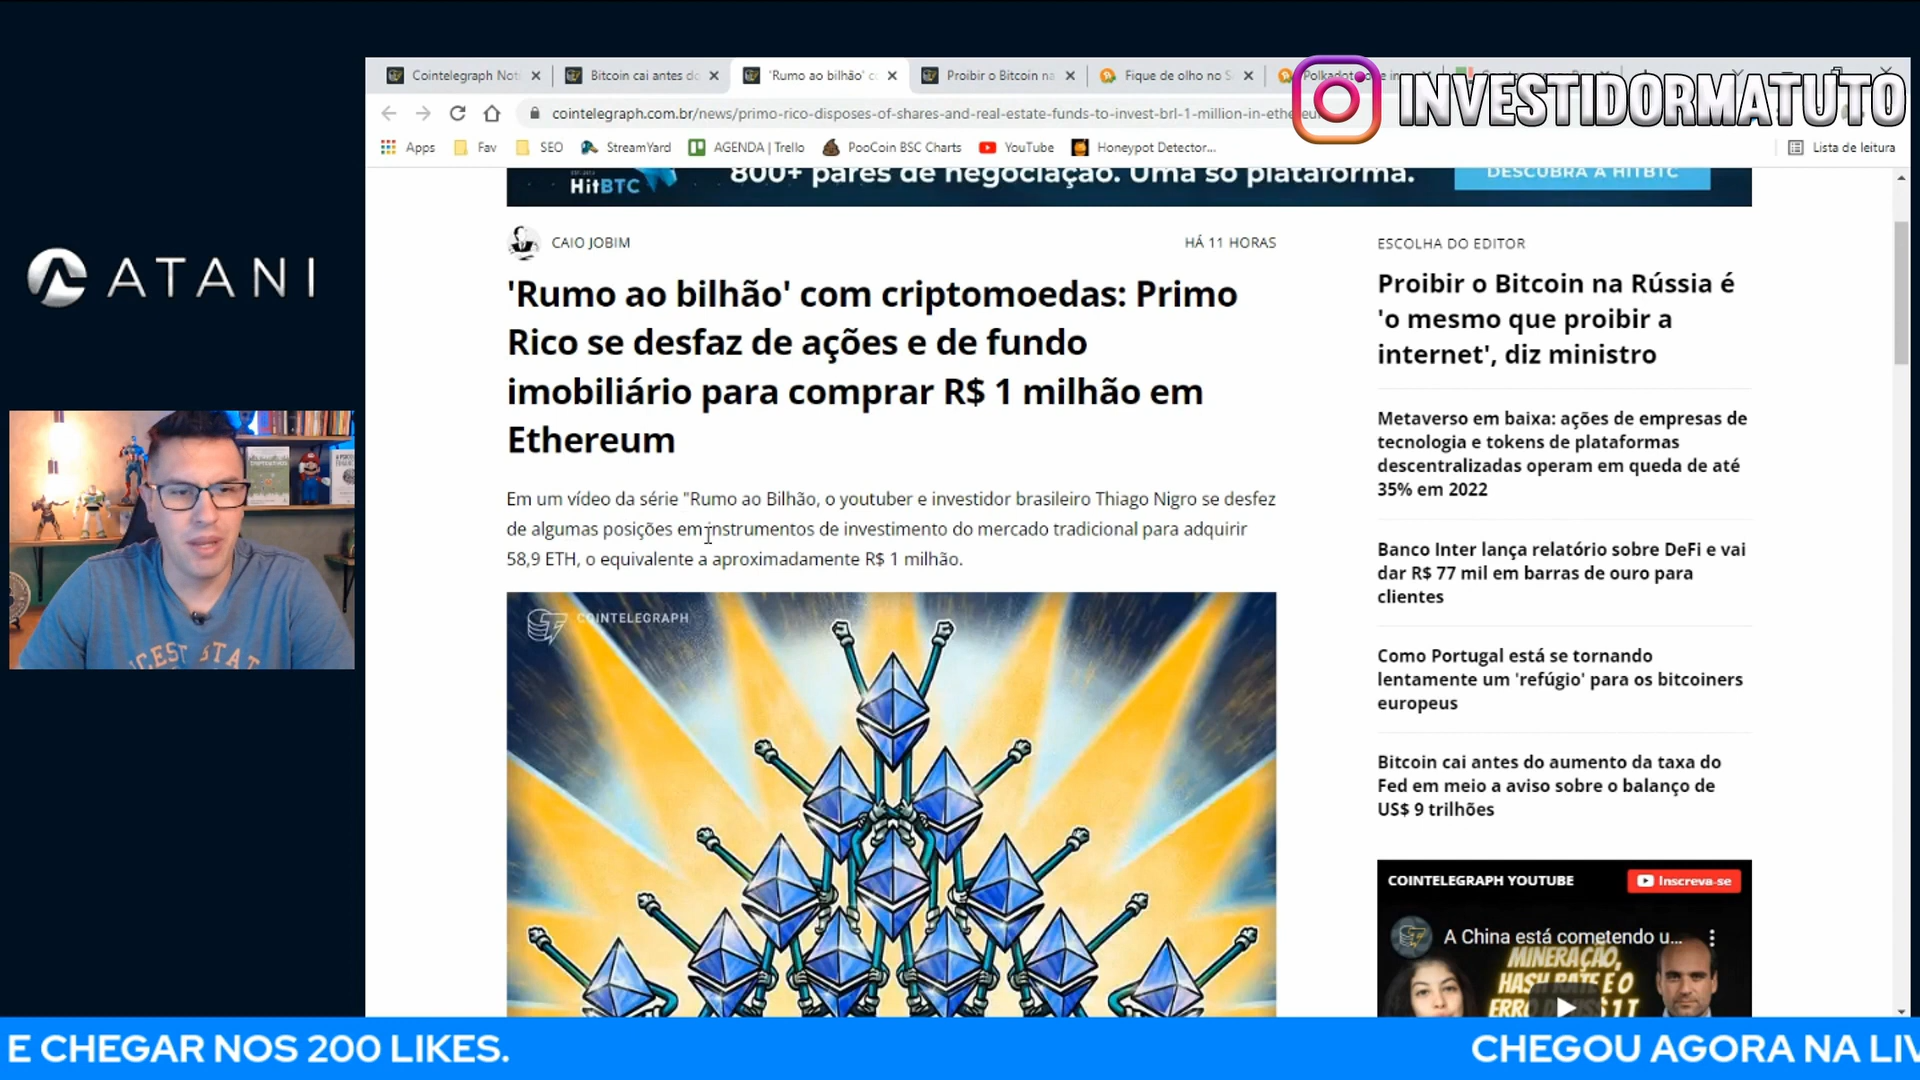 INVESTIDORMATUTO
Cointelegraph Not
Bitcoin cai antes do
'Rumo ao bilhão' c
Proibir o Bitcoin na
Fique de olho no S
cointelegraph.com.br/news/primo-rico-disposes-of-shares-and-real-estate-funds-to-invest-brl-1-million-in-ethereu
Apps
Fav
SEO
StreamYard
AGENDA | Trello
PooCoin BSC Charts
YouTube
Honeypot Detector...
Lista de leitura
HitBTC
800+ pares de negociação. Uma só plataforma.
DESCUBRA A HITBTC
ATANI
CAIO JOBIM
HÁ 11 HORAS
'Rumo ao bilhão' com criptomoedas: Primo
Rico se desfaz de ações e de fundo
imobiliário para comprar R$ 1 milhão em
Ethereum
Em um vídeo da série "Rumo ao Bilhão, o youtuber e investidor brasileiro Thiago Nigro se desfez
de algumas posições em instrumentos de investimento do mercado tradicional para adquirir
58,9 ETH, o equivalente a aproximadamente R$ 1 milhão.
COINTELEGRAPH
ESCOLHA DO EDITOR
Proibir o Bitcoin na Rússia é
'o mesmo que proibir a
internet', diz ministro
Metaverso em baixa: ações de empresas de
tecnologia e tokens de plataformas
descentralizadas operam em queda de até
35% em 2022
Banco Inter lança relatório sobre DeFi e vai
dar R$ 77 mil em barras de ouro para
clientes
Como Portugal está se tornando
lentamente um 'refúgio' para os bitcoiners
europeus
Bitcoin cai antes do aumento da taxa do
Fed em meio a aviso sobre o balanço de
US$ 9 trilhões
COINTELEGRAPH YOUTUBE
Inscreva-se
A China está cometendo u...
MINERAÇÃO,
HASH RATE E O
E CHEGAR NOS 200 LIKES.
CHEGOU AGORA NA LIV